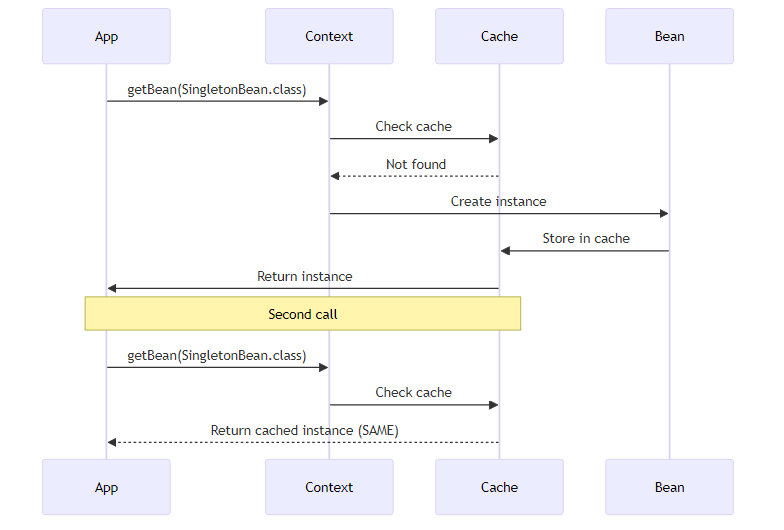 App
Context
Cache
Bean
getBean(SingletonBean.class)
Check cache
Not found
Create instance
Store in cache
Return instance
Second call
getBean(SingletonBean.class)
Check cache
Return cached instance (SAME)
App
Context
Cache
Bean